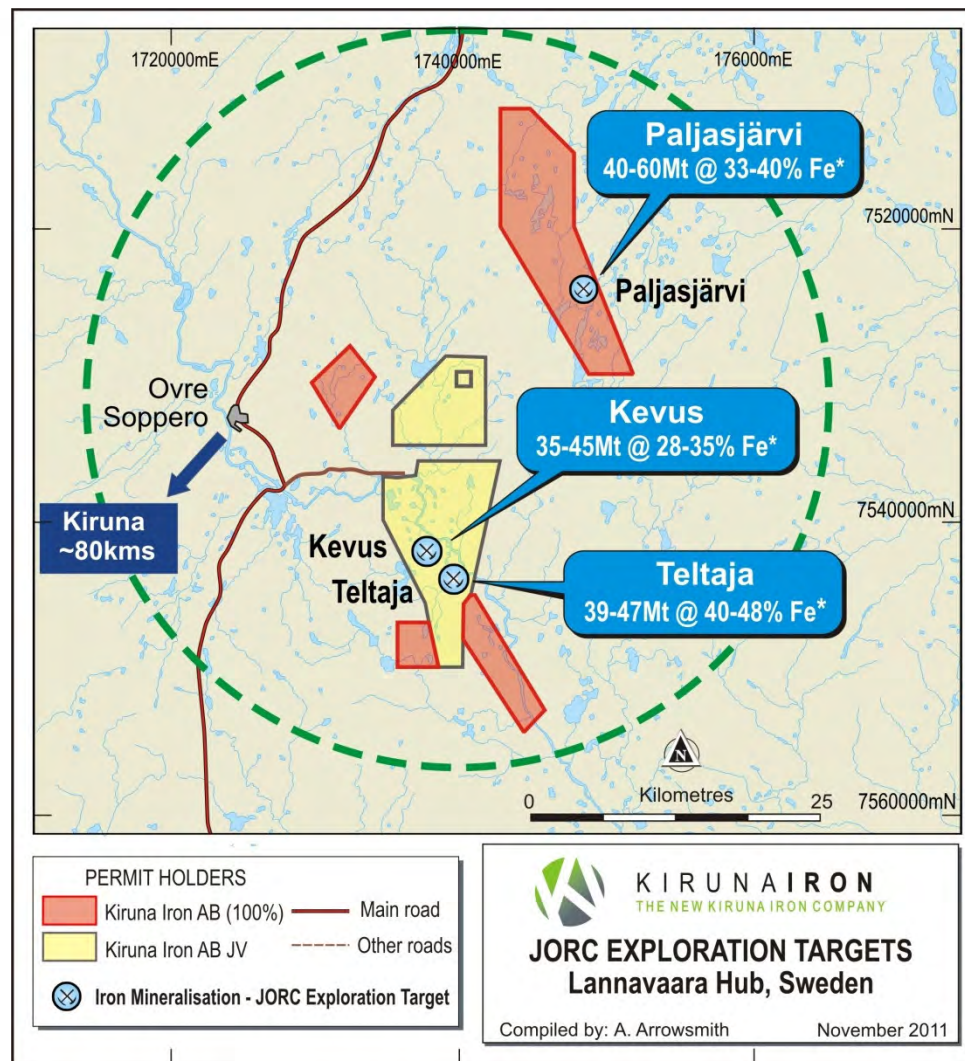 1720000mE
1740000mE
176000mE
Paljasjärvi
40-60Mt @ 33-40% Fe*
7520000mN
Paljasjärvi
Ovre
Soppero
Kevus
35-45Mt @ 28-35% Fe*
Kiruna
~80kms
7540000mN
Kevus
Teltaja
Teltaja
39-47Mt @ 40-48% Fe*
N
0
Kilometres
25
7560000mN
PERMIT HOLDERS
Kiruna Iron AB (100%)
Main road
Kiruna Iron AB JV
Other roads
Iron Mineralisation - JORC Exploration Target
KIRUNAIRON
THE NEW KIRUNA IRON COMPANY
JORC EXPLORATION TARGETS
Lannavaara Hub, Sweden
Compiled by: A. Arrowsmith
November 2011